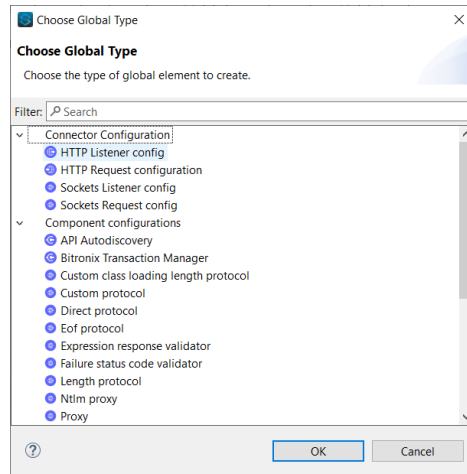 Choose Global Type
Choose Global Type
Choose the type of global element to create.
Filter: Search
Connector Configuration
HTTP Listener config
HTTP Request configuration
Sockets Listener config
Sockets Request config
Component configurations
API Autodiscovery
Bitronix Transaction Manager
Custom class loading length protocol
Custom protocol
Direct protocol
Eof protocol
Expression response validator
Failure status code validator
Length protocol
Ntlm proxy
Proxy
? OK Cancel